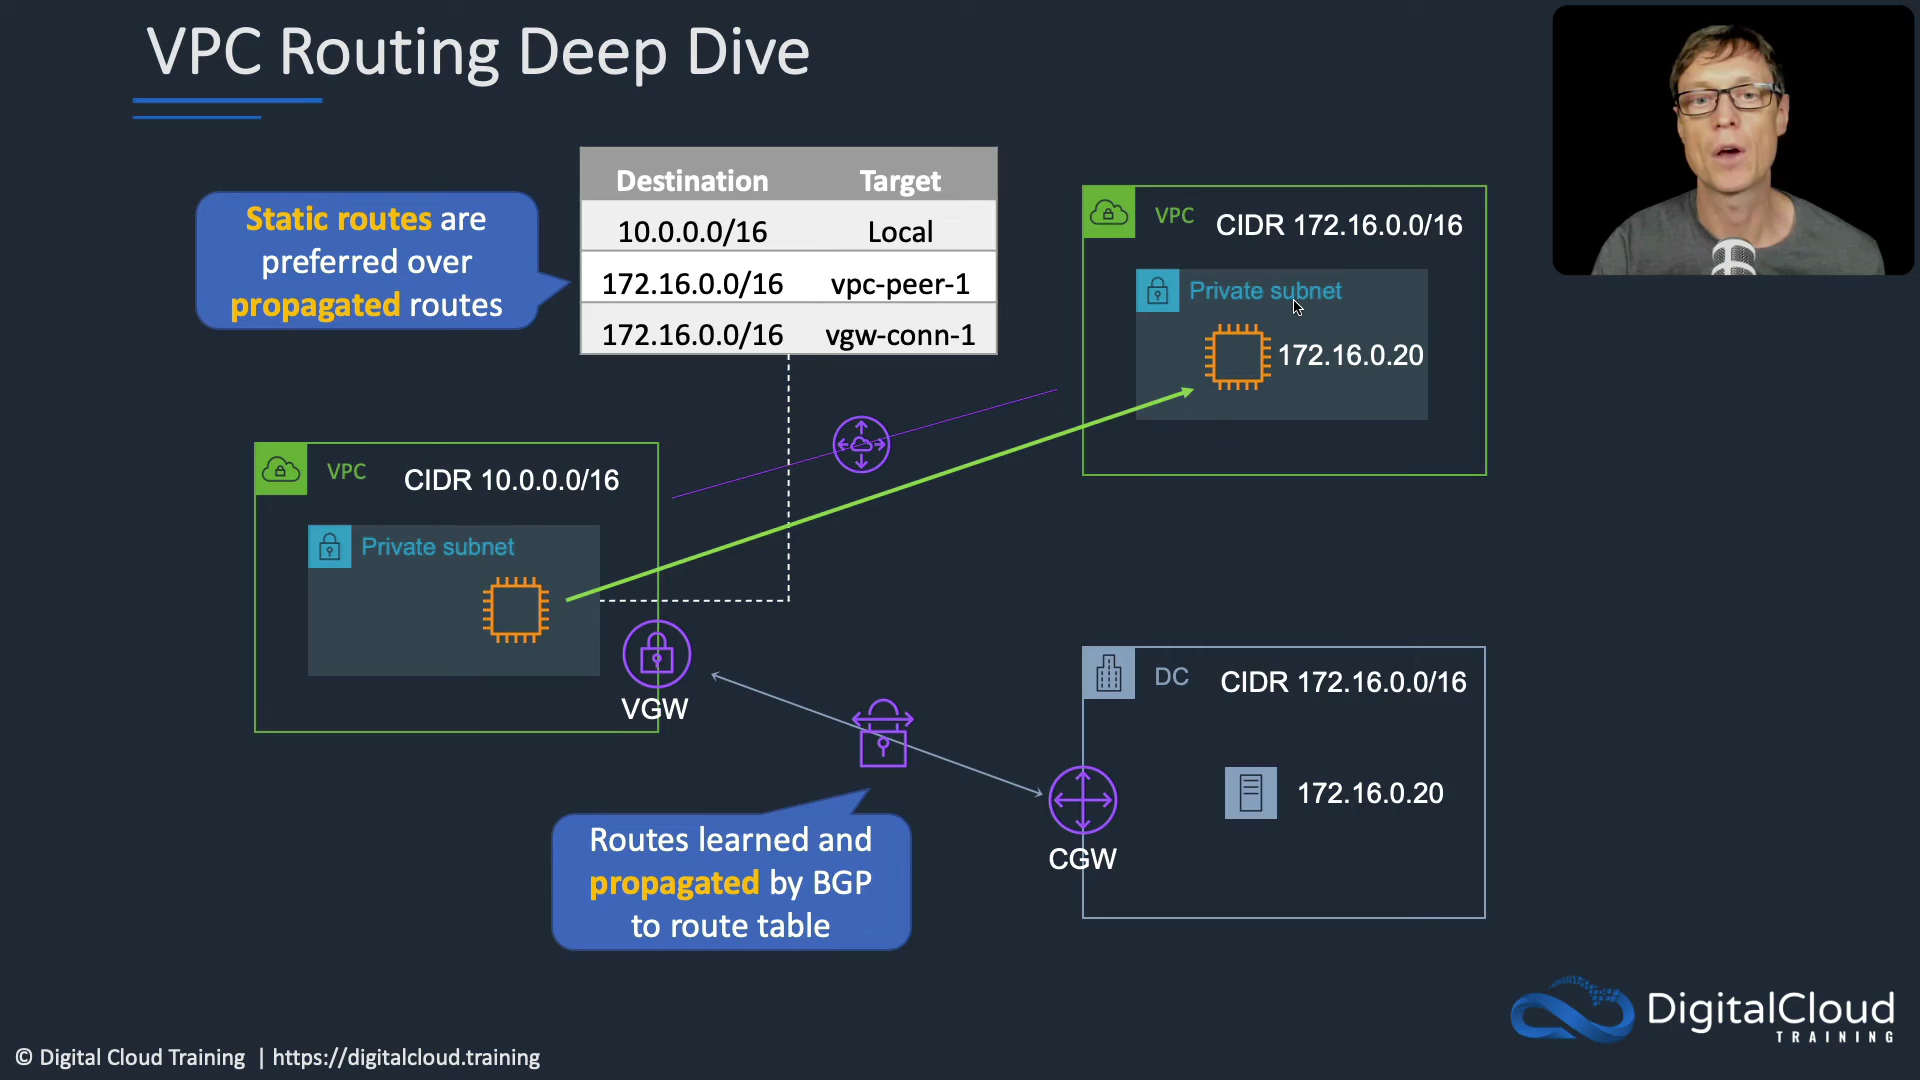 VPC Routing Deep Dive
Static routes are
preferred over
propagated routes
Destination Target
10.0.0.0/16 Local
172.16.0.0/16 vpc-peer-1
172.16.0.0/16 vgw-conn-1
VPC CIDR 172.16.0.0/16
Private subnet
172.16.0.20
VPC CIDR 10.0.0.0/16
Private subnet
VGW
DC CIDR 172.16.0.0/16
172.16.0.20
CGW
Routes learned and
propagated by BGP
to route table
DigitalCloud
TRAINING
© Digital Cloud Training | https://digitalcloud.training